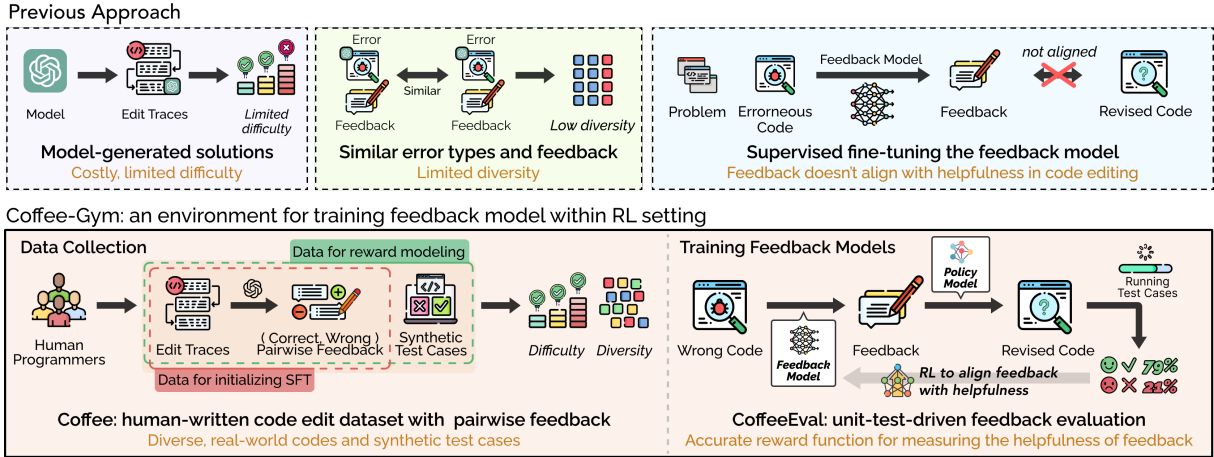 Previous Approach
Model
Edit Traces
Limited
difficulty
Model-generated solutions
Costly, limited difficulty
Error
Error
Similar
Feedback
Feedback
Low diversity
Similar error types and feedback
Limited diversity
Problem
Errorneous
Code
Feedback Model
Feedback
not aligned
Revised Code
Supervised fine-tuning the feedback model
Feedback doesn't align with helpfulness in code editing
Coffee-Gym: an environment for training feedback model within RL setting
Data Collection
Data for reward modeling
Human
Programmers
Edit Traces
( Correct, Wrong )
Pairwise Feedback
Synthetic
Test Cases
Difficulty
Diversity
Data for initializing SFT
Coffee: human-written code edit dataset with pairwise feedback
Diverse, real-world codes and synthetic test cases
Training Feedback Models
Policy
Model
Running
Test Cases
Wrong Code
Feedback
Model
Feedback
Revised Code
79%
21%
RL to align feedback
with helpfulness
CoffeeEval: unit-test-driven feedback evaluation
Accurate reward function for measuring the helpfulness of feedback